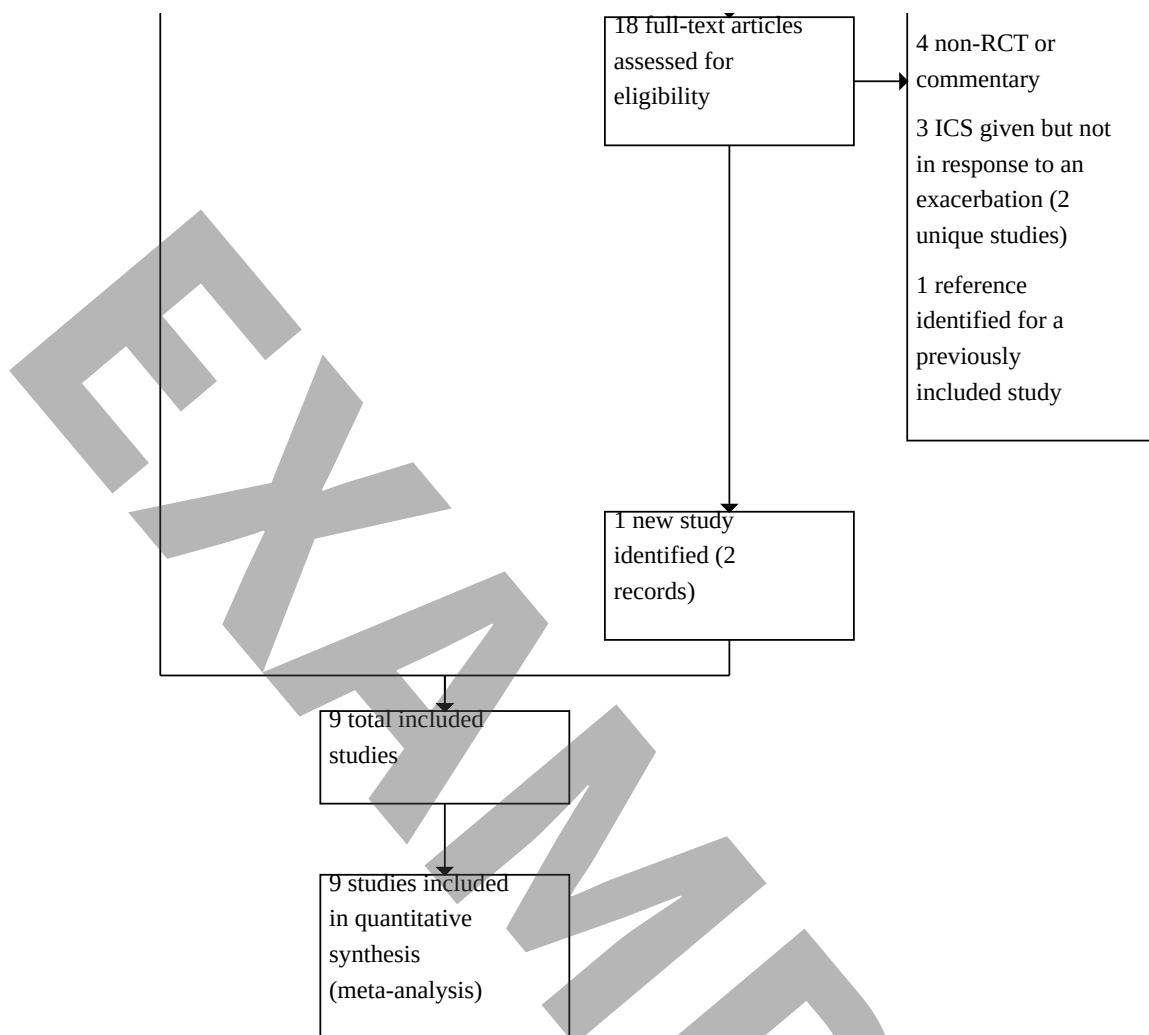 18 full-text articles
assessed for
eligibility
4 non-RCT or
commentary
3 ICS given but not
in response to an
exacerbation (2
unique studies)
1 reference
identified for a
previously
included study
1 new study
identified (2
records)
9 total included
studies
9 studies included
in quantitative
synthesis
(meta-analysis)
EXAMP